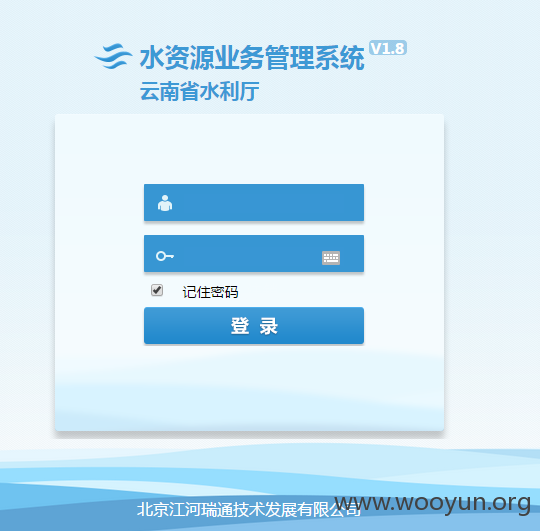 水资源业务管理系统 V1.8
云南省水利厅
记住密码
登 录
北京江河瑞通技术发展有限公司
www.wooyun.org